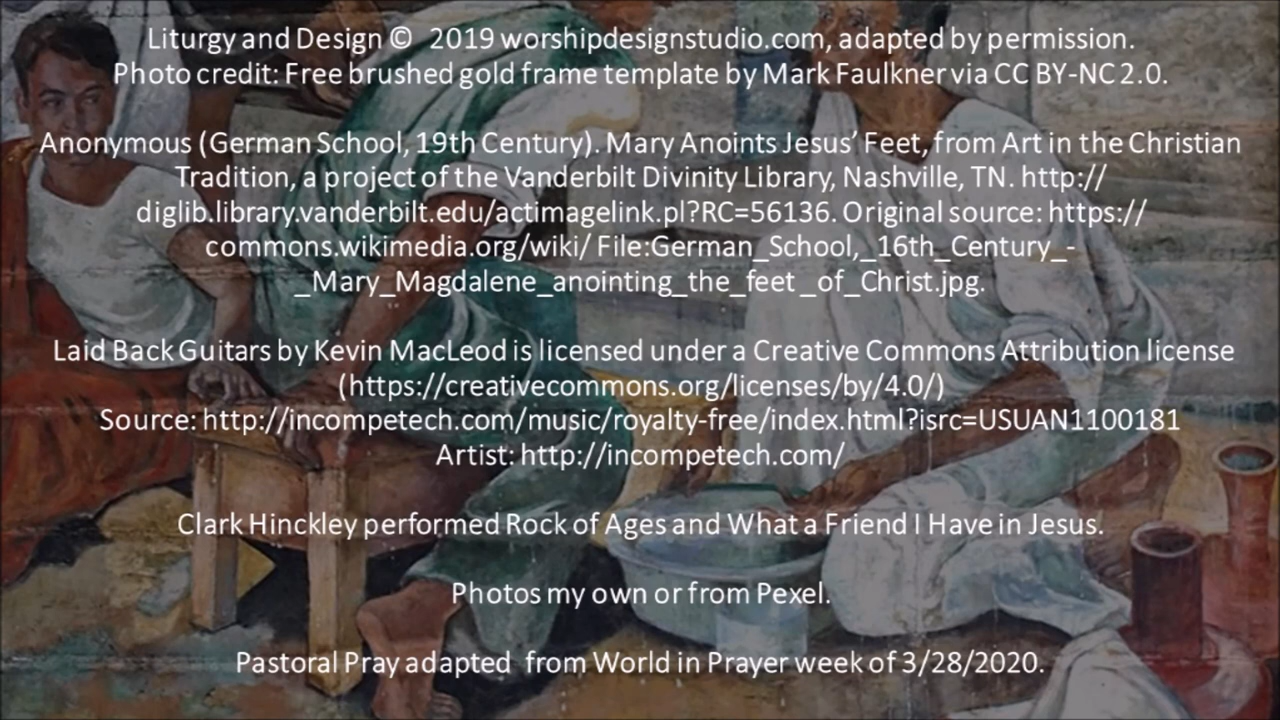 Liturgy and Design © 2019 worshipdesignstudio.com, adapted by permission.
Photo credit: Free brushed gold frame template by Mark Faulkner via CC BY-NC 2.0.
Anonymous (German School, 19th Century). Mary Anoints Jesus’ Feet, from Art in the Christian
Tradition, a project of the Vanderbilt Divinity Library, Nashville, TN. http://
diglib.library.vanderbilt.edu/actimagelink.pl?RC=56136. Original source: https://
commons.wikimedia.org/wiki/ File:German_School,_16th_Century_-
_Mary_Magdalene_anointing_the_feet _of_Christ.jpg.
Laid Back Guitars by Kevin MacLeod is licensed under a Creative Commons Attribution license
(https://creativecommons.org/licenses/by/4.0/)
Source: http://incompetech.com/music/royalty-free/index.html?isrc=USUAN1100181
Artist: http://incompetech.com/
Clark Hinckley performed Rock of Ages and What a Friend I Have in Jesus.
Photos my own or from Pexel.
Pastoral Pray adapted from World in Prayer week of 3/28/2020.